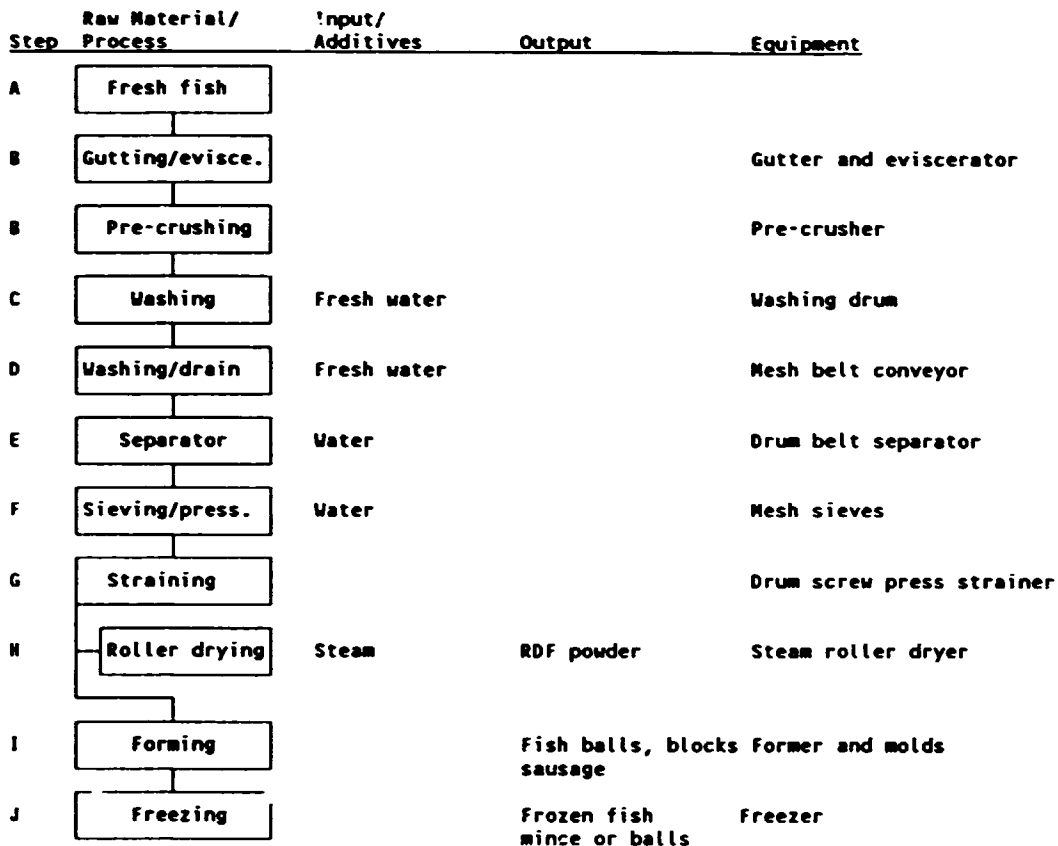 Raw Material/ Input/
Step Process Additives Output Equipment
A Fresh fish
B Gutting/evisce. Gutter and eviscerator
B Pre-crushing Pre-crusher
C Washing Fresh water Washing drum
D Washing/drain Fresh water Mesh belt conveyor
E Separator Water Drum belt separator
F Sieving/press. Water Mesh sieves
G Straining Drum screw press strainer
H Roller drying Steam RDF powder Steam roller dryer
I Forming Fish balls, blocks Former and molds
sausage
J Freezing Frozen fish Freezer
mince or balls